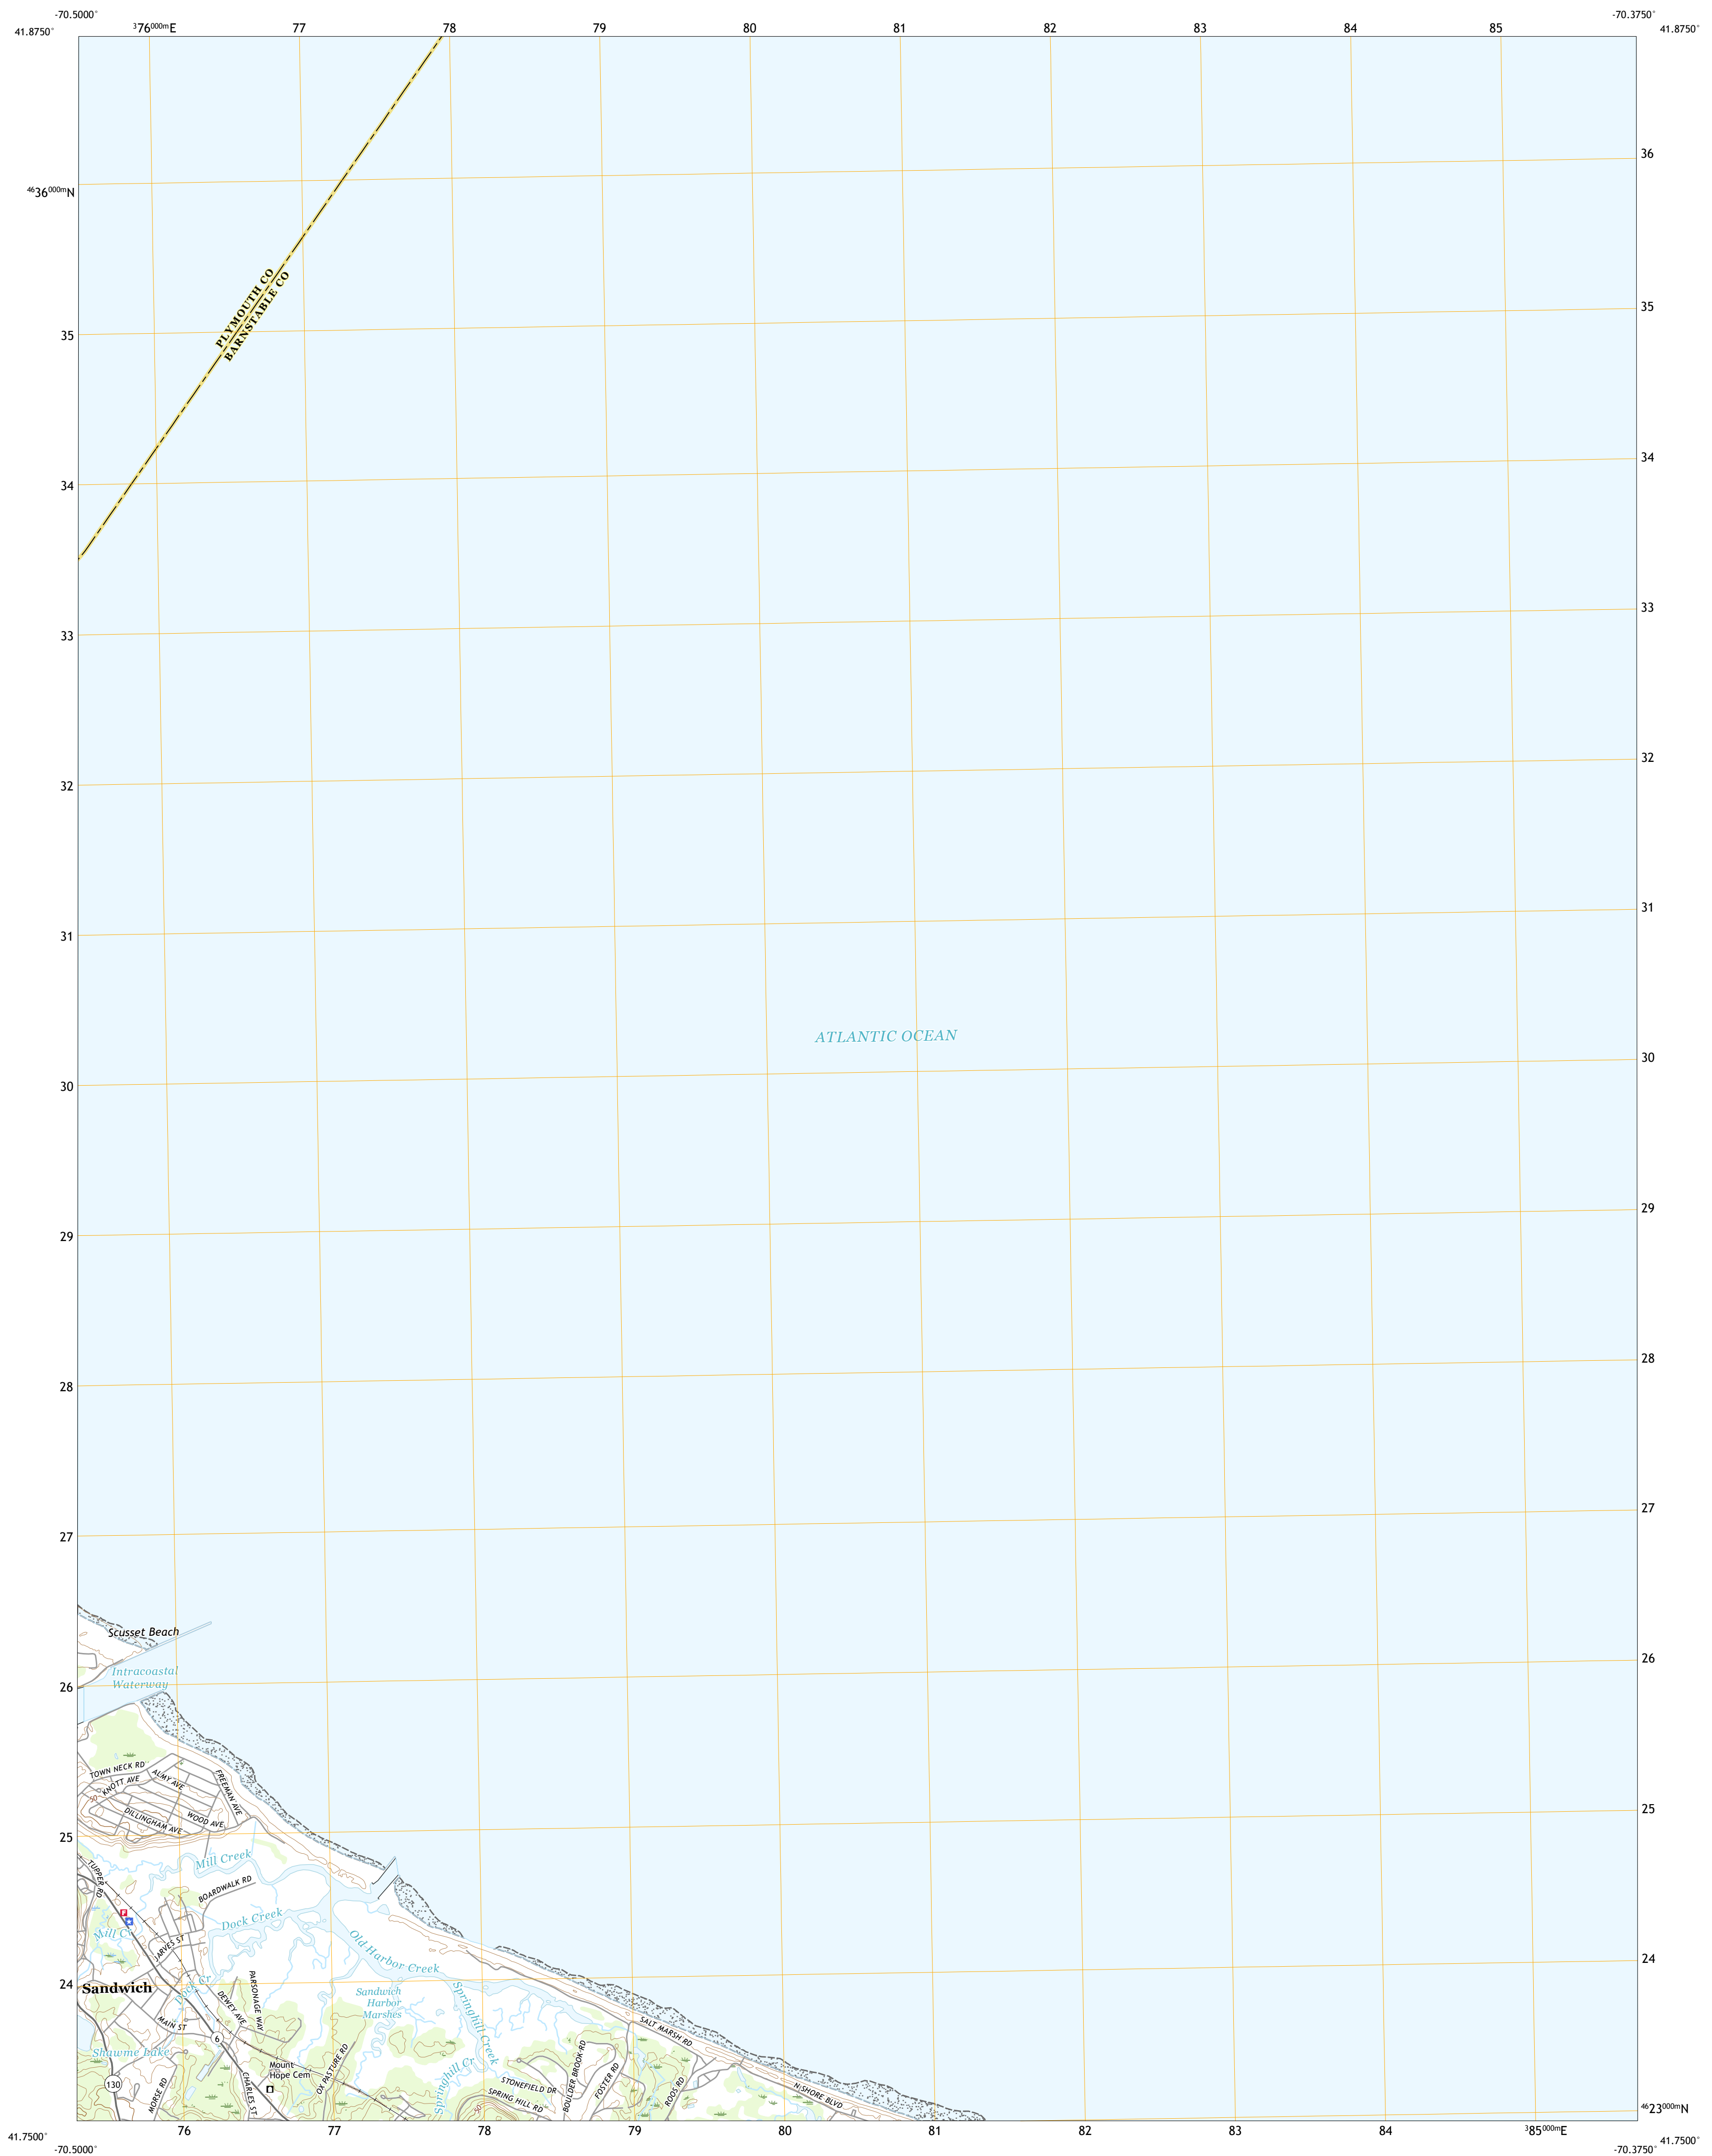 -70.5000°
-70.3750°
41.8750°
³76⁰⁰⁰ᵐE 77 78 79 80 81 82 83 84 85
41.8750°
36
⁴⁶36⁰⁰⁰ᵐN
PLYMOUTH CO
BARNSTABLE CO
35
35
34
34
33
33
32
32
31
31
ATLANTIC OCEAN
30
30
29
29
28
28
27
27
Scusset Beach
Intracoastal
Waterway
26
26
TOWN NECK RD
KNOTT AVE
ALMY AVE
FREEMAN AVE
50
DILLINGHAM AVE
WOOD AVE
25
25
Mill Creek
TUPPER RD
BOARDWALK RD
Dock Creek
Mill Cr
JARVES ST
Old Harbor Creek
24
24
Sandwich
Dock Cr
DEWEY AVE
PARSONAGE WAY
Sandwich
Harbor
Marshes
Springhill Creek
MAIN ST
SALT MARSH RD
6
Shawme Lake
Mount
Hope Cem
130
MORSE RD
CHARLES ST
OX PASTURE RD
Springhill Cr
STONEFIELD DR
SPRING HILL RD
50
BOULDER BROOK RD
FOSTER RD
ROOS RD
N SHORE BLVD
⁴⁶23⁰⁰⁰ᵐN
76 77 78 79 80 81 82 83 84 ³85⁰⁰⁰ᵐE
41.7500°
41.7500°
-70.5000°
-70.3750°